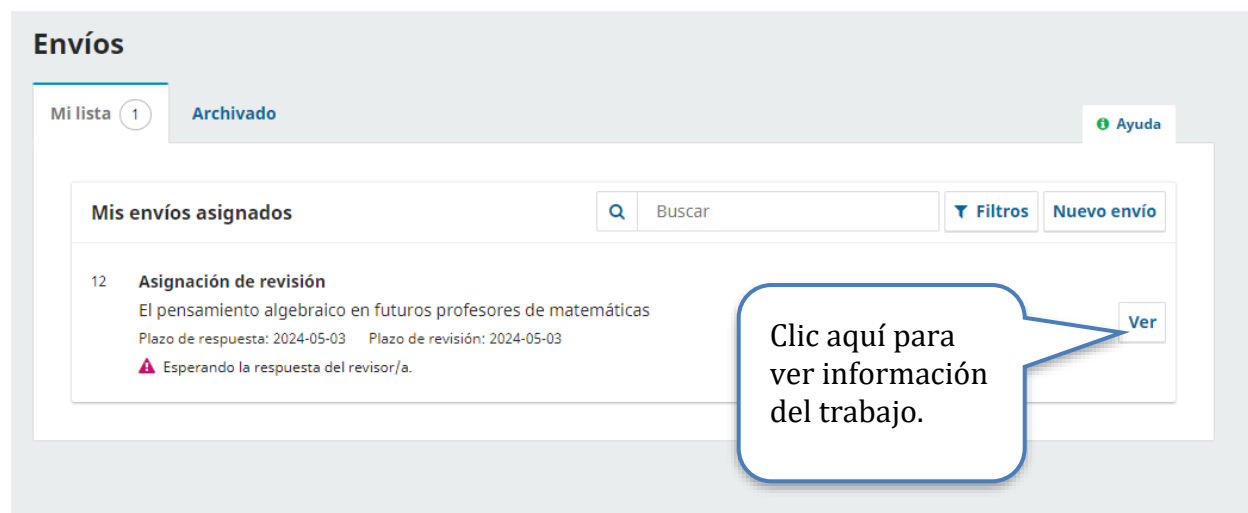 Envíos
Mi lista 1 Archivado
Ayuda
Mis envíos asignados Buscar Filtros Nuevo envío
12 Asignación de revisión
El pensamiento algebraico en futuros profesores de matemáticas
Plazo de respuesta: 2024-05-03 Plazo de revisión: 2024-05-03
Esperando la respuesta del revisor/a.
Ver
Clic aquí para
ver información
del trabajo.